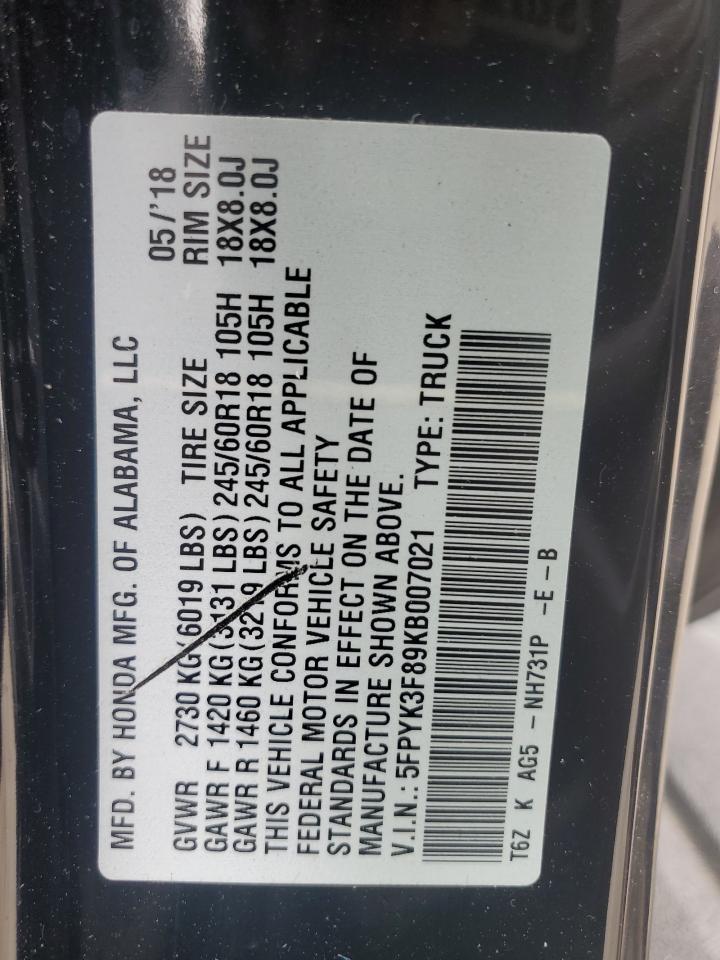 MFD. BY HONDA MFG. OF ALABAMA, LLC 05/'18
GVWR 2730 KG(6019 LBS) TIRE SIZE RIM SIZE
GAWR F 1420 KG(3131 LBS) 245/60R18 105H 18X8.0J
GAWR R 1460 KG(3219 LBS) 245/60R18 105H 18X8.0J
THIS VEHICLE CONFORMS TO ALL APPLICABLE
FEDERAL MOTOR VEHICLE SAFETY
STANDARDS IN EFFECT ON THE DATE OF
MANUFACTURE SHOWN ABOVE.
V.I.N.: 5FPYK3F89KB007021 TYPE: TRUCK
T6Z K AG5 - NH731P -E-B